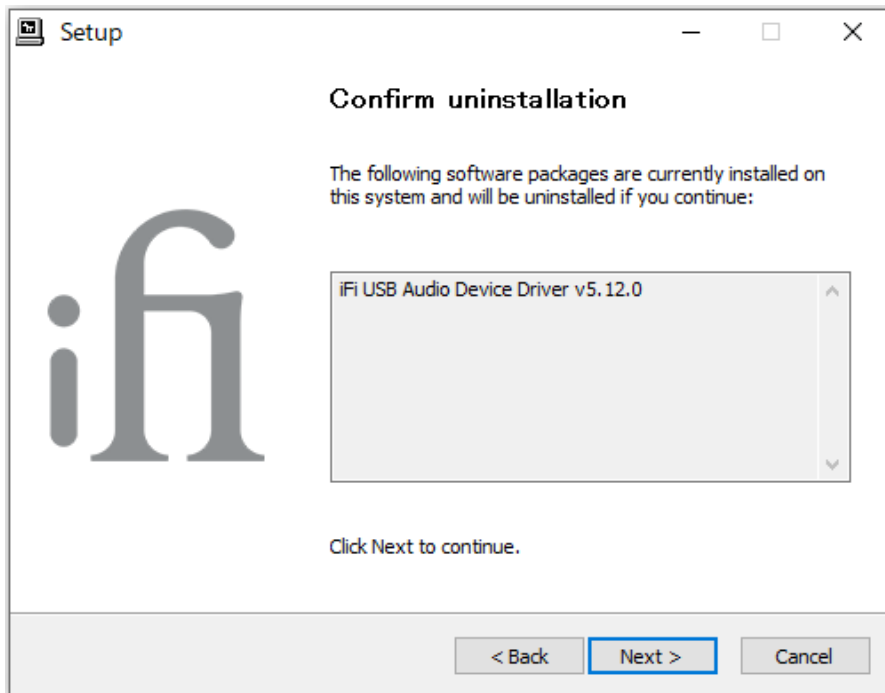 Setup
Confirm uninstallation
The following software packages are currently installed on
this system and will be uninstalled if you continue:
ifi
iFi USB Audio Device Driver v5.12.0
Click Next to continue.
< Back
Next >
Cancel